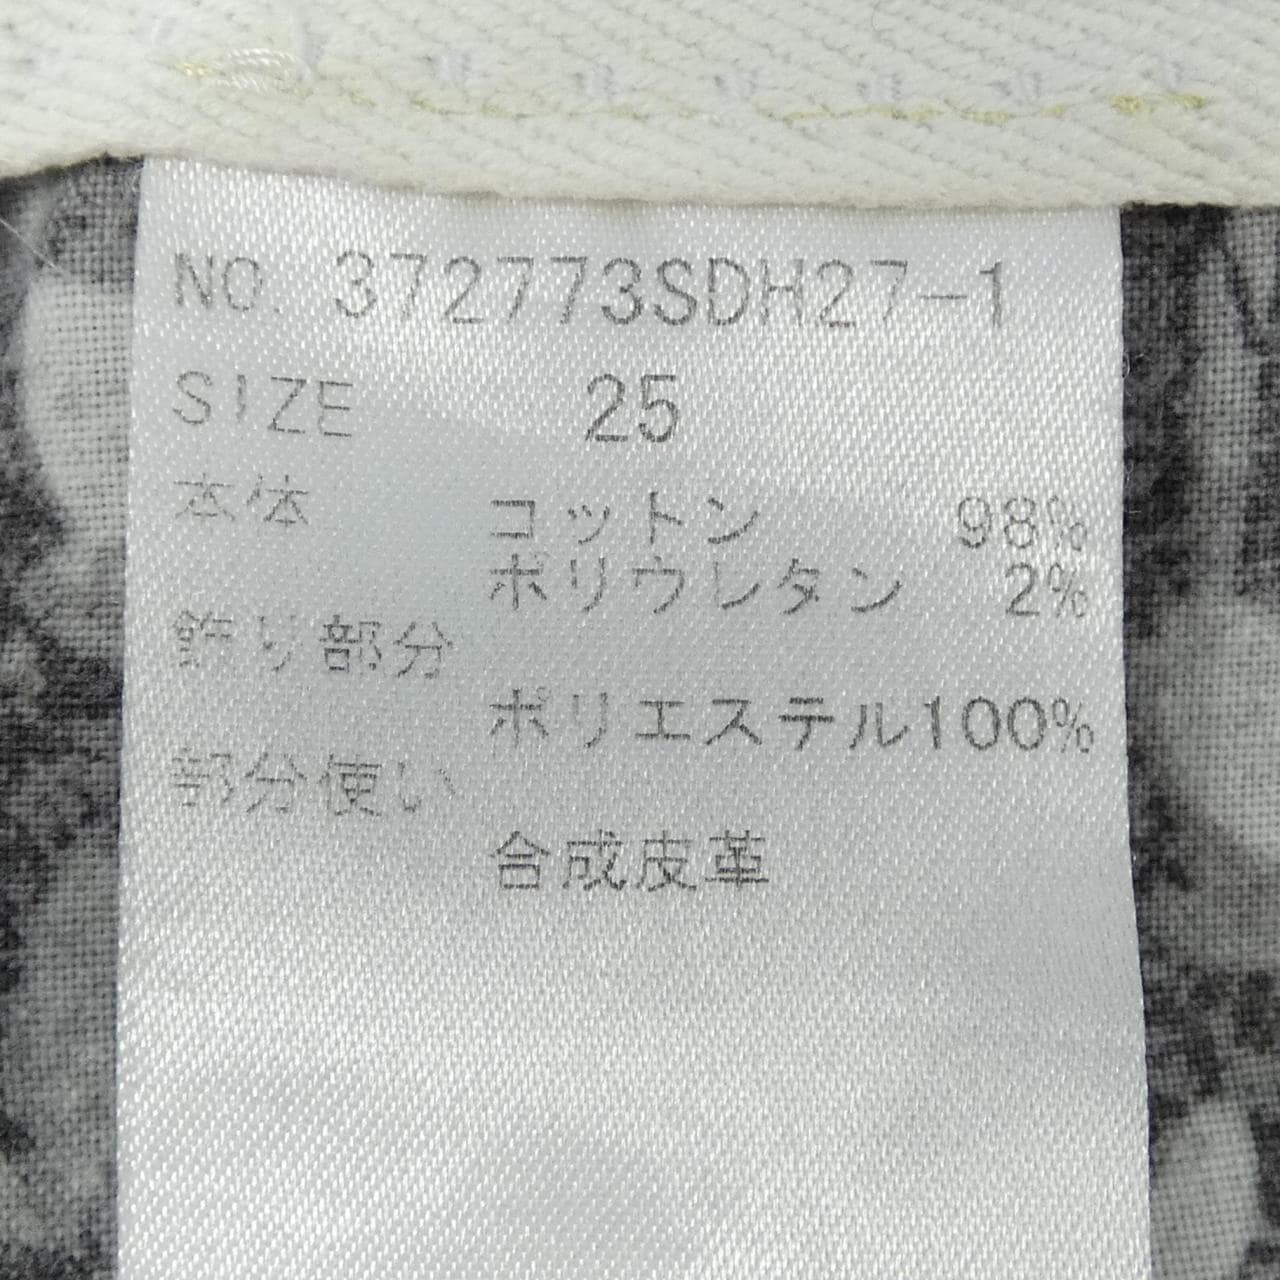 NO. 372773SDH27-1
SIZE 25
本体 コットン 98%
ポリウレタン 2%
飾り部分
ポリエステル100%
部分使い
合成皮革